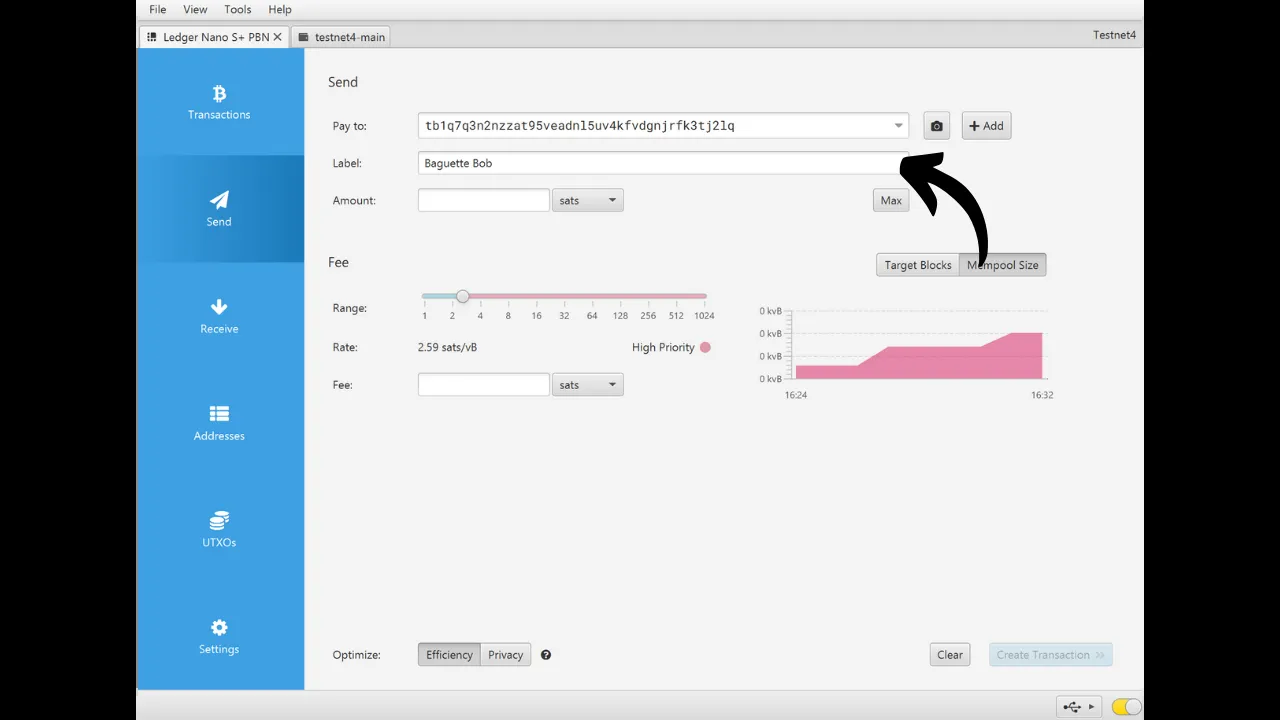 File View Tools Help
Ledger Nano S+ PBN testnet4-main Testnet4
Transactions
Send
Receive
Addresses
UTXOs
Settings
Send
Pay to: tb1q7q3n2nzzat95veadnl5uv4kfvdgnjrfk3tj2lq + Add
Label: Baguette Bob
Amount: sats Max
Fee Target Blocks Mempool Size
Range: 1 2 4 8 16 32 64 128 256 512 1024
Rate: 2.59 sats/vB High Priority
Fee: sats
0 kvB
0 kvB
0 kvB
0 kvB
16:24 16:32
Optimize: Efficiency Privacy ? Clear Create Transaction »